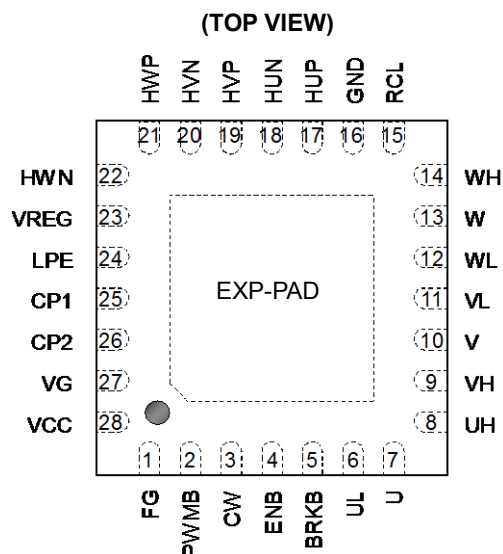 (TOP VIEW)
HWP HVN HVP HUN HUP GND RCL
21 20 19 18 17 16 15
HWN 22 14 WH
VREG 23 13 W
LPE 24 12 WL
CP1 25 EXP-PAD 11 VL
CP2 26 10 V
VG 27 9 VH
VCC 28 8 UH
1 2 3 4 5 6 7
FG PWMB CW ENB BRKB UL U